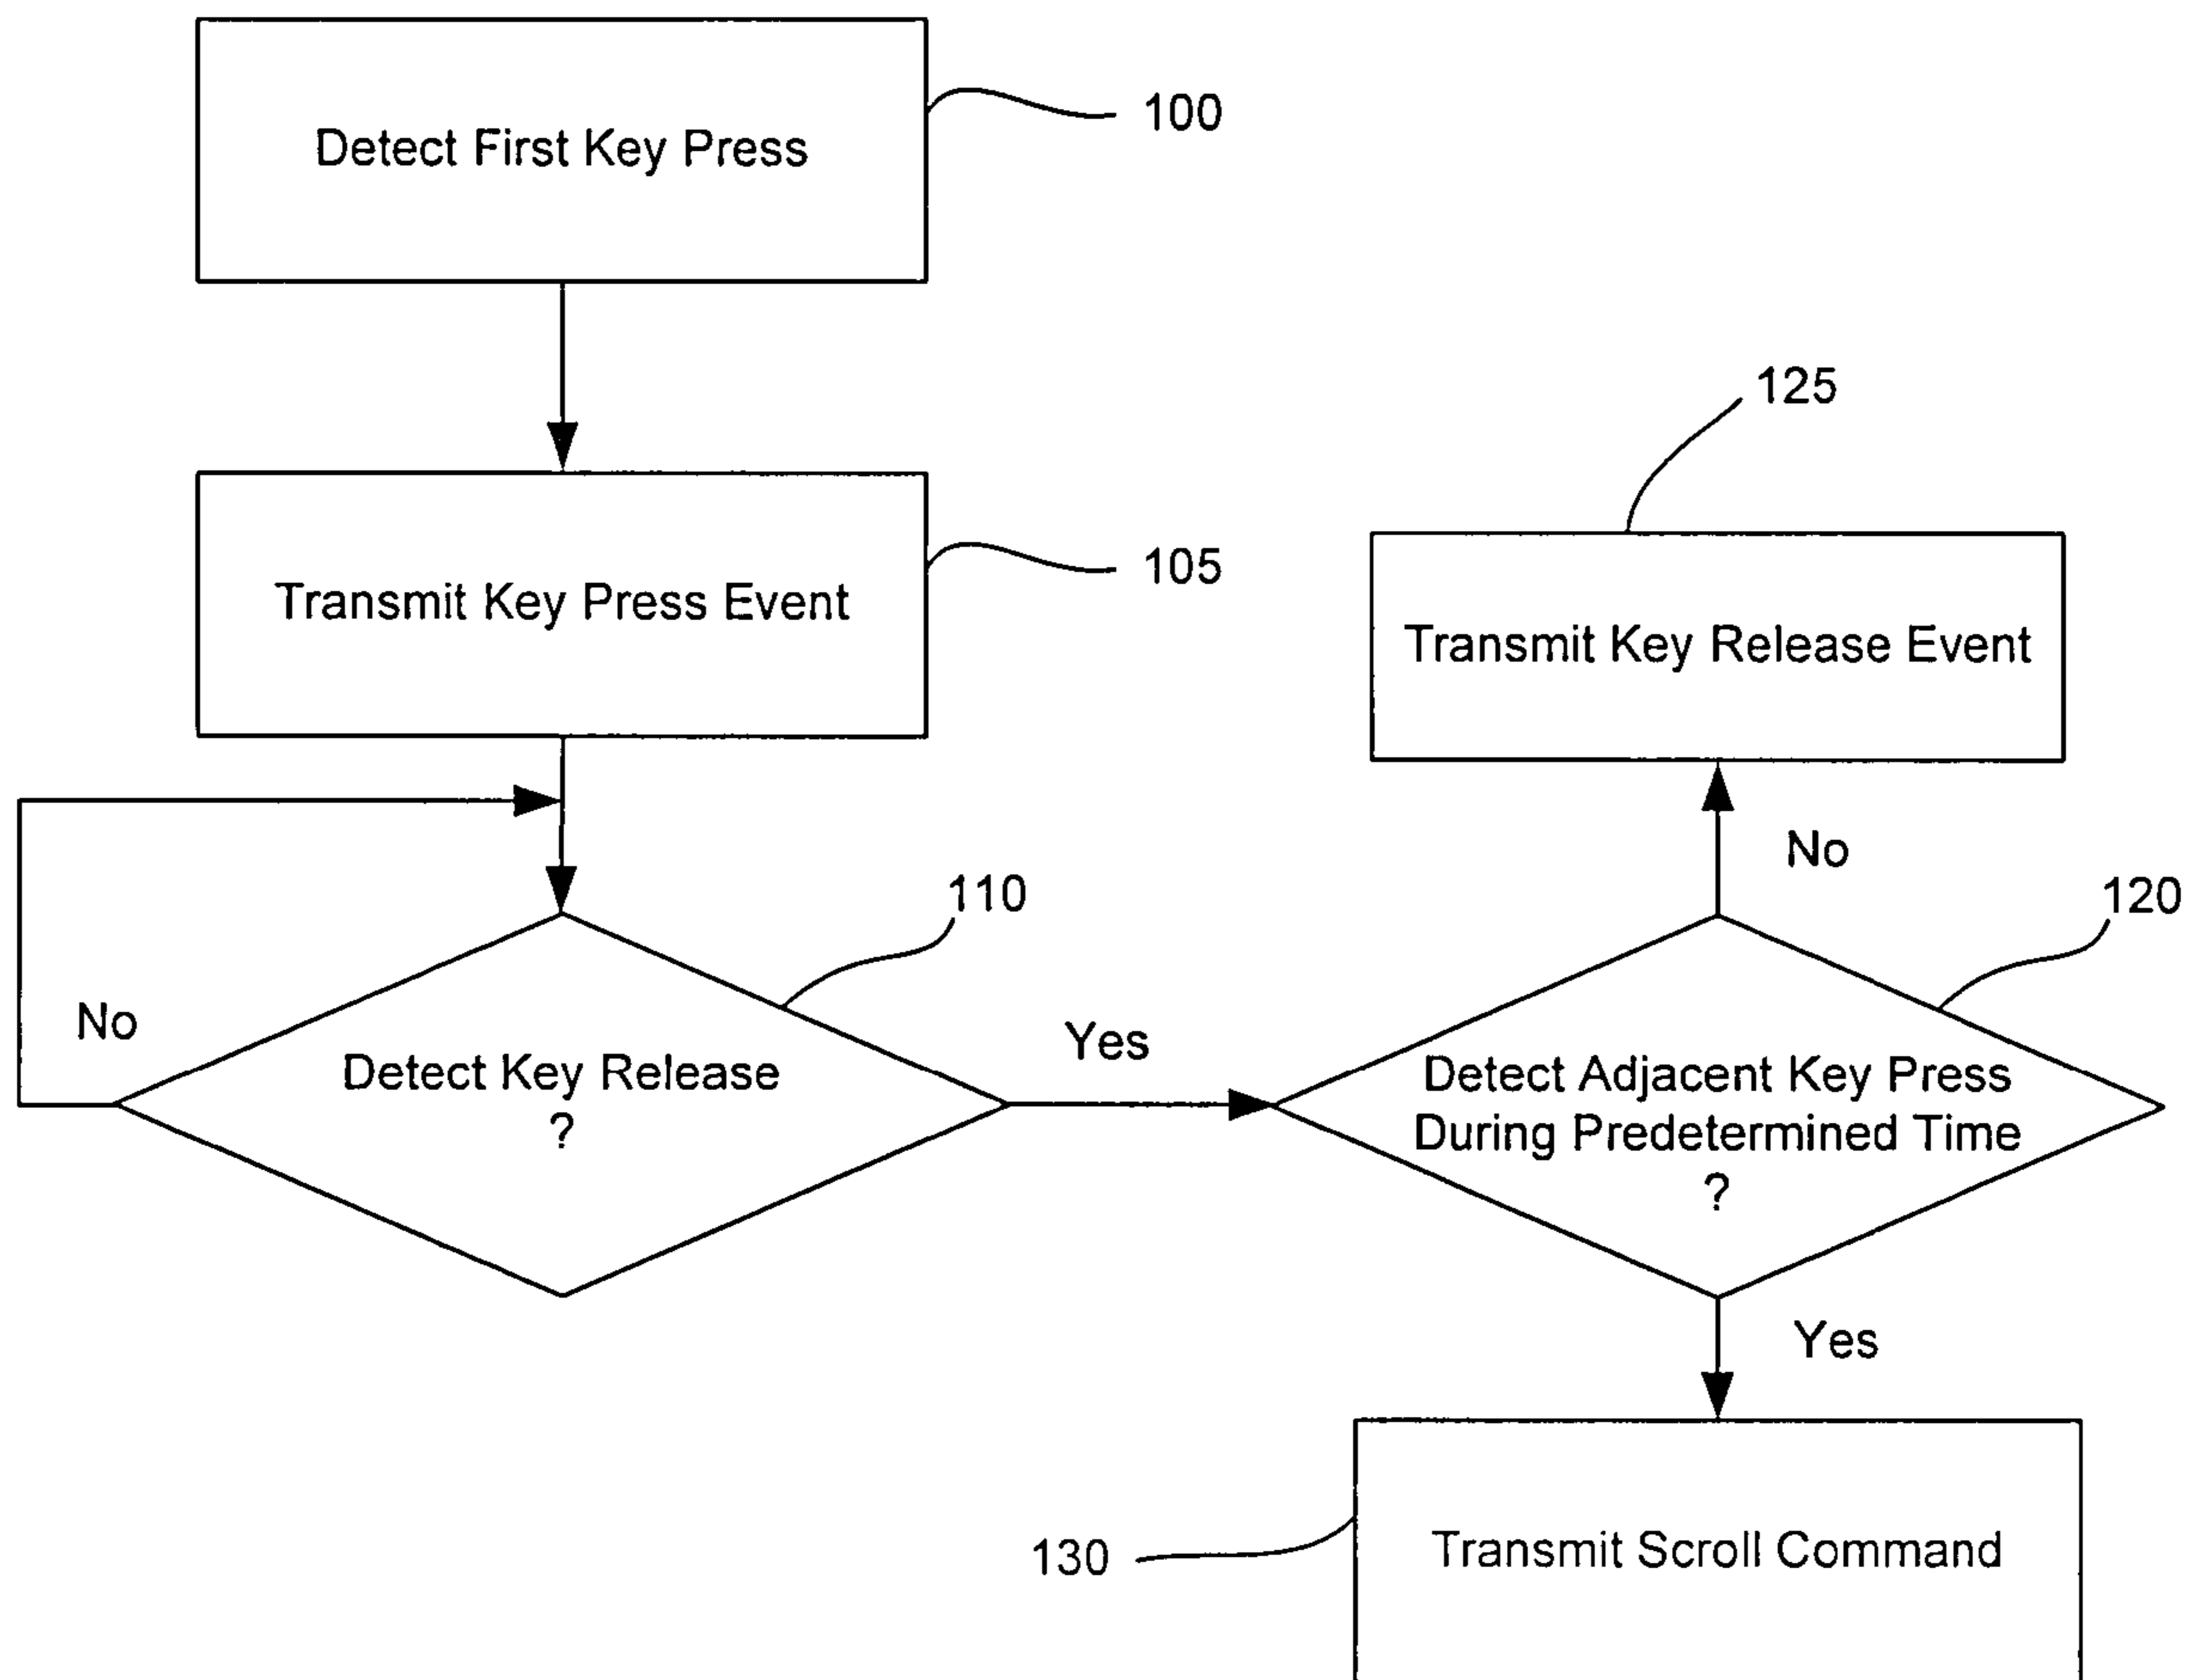 Detect First Key Press
100
Transmit Key Press Event
105
125
Transmit Key Release Event
No
110
120
No
Detect Key Release
?
Yes
Detect Adjacent Key Press
During Predetermined Time
?
Yes
130
Transmit Scroll Command